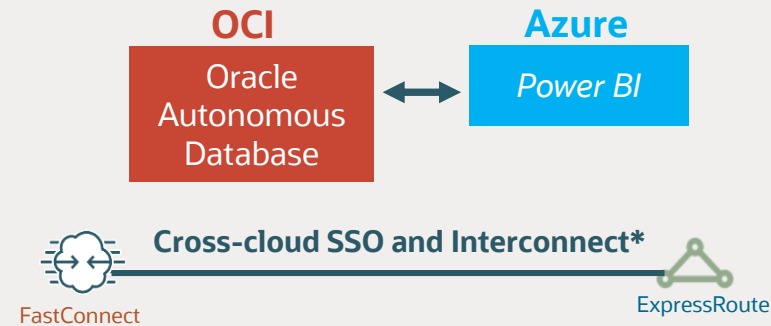 OCI
Azure
Oracle
Autonomous
Database
Power BI
Cross-cloud SSO and Interconnect*
FastConnect
ExpressRoute